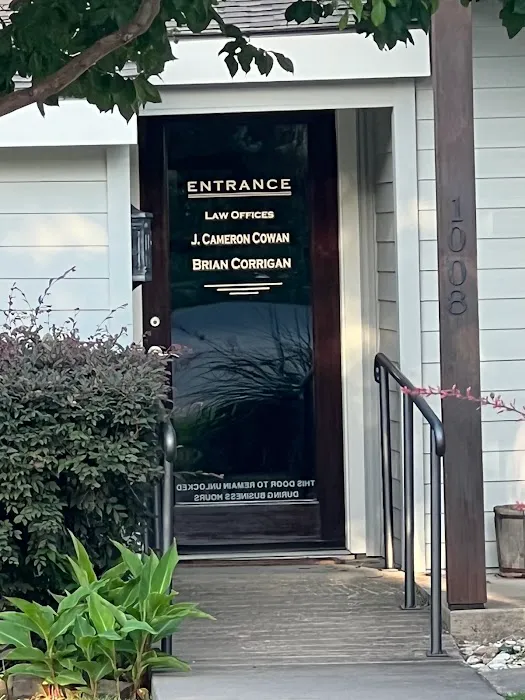 ENTRANCE
LAW OFFICES
J. CAMERON COWAN
BRIAN CORRIGAN
1008
THIS DOOR TO REMAIN UNLOCKED
DURING BUSINESS HOURS